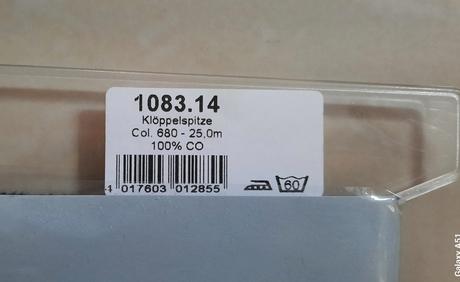 1083.14
Klöppelspitze
Col. 680 - 25,0m
100% CO
4 017603 012855
60
Galaxy A51